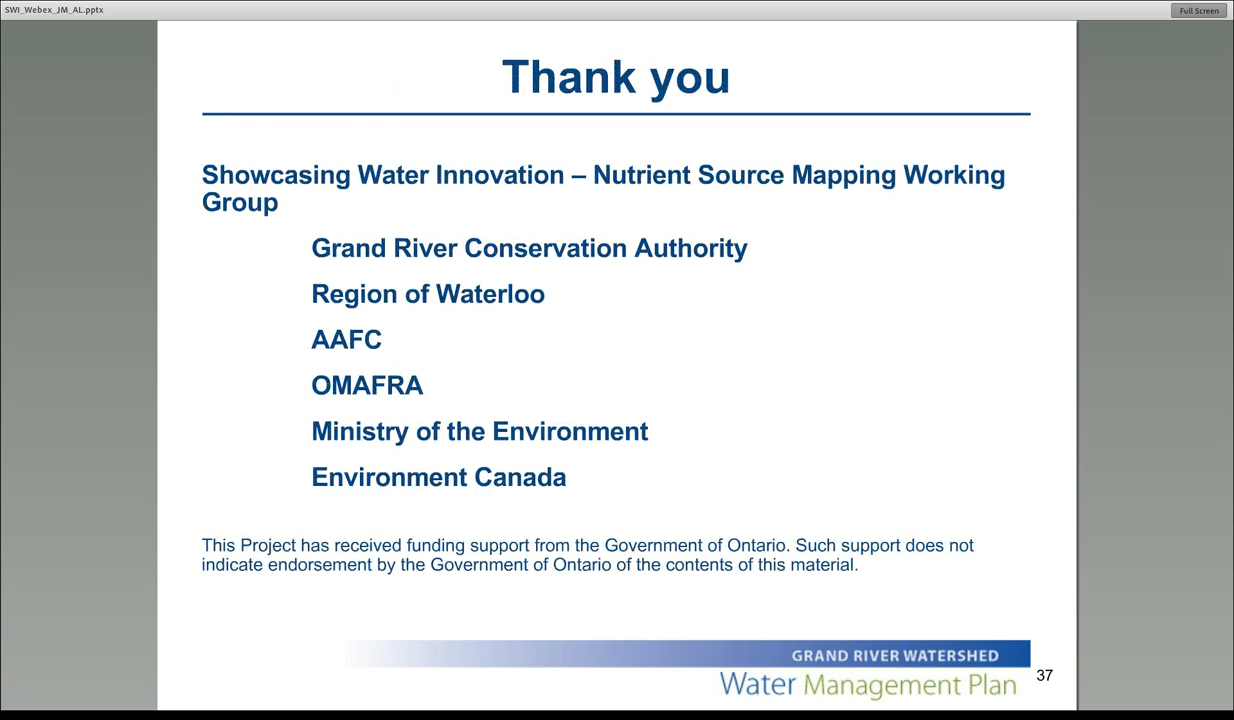 SWI_Webex_JM_AL.pptx
Full Screen
Thank you
Showcasing Water Innovation – Nutrient Source Mapping Working
Group
Grand River Conservation Authority
Region of Waterloo
AAFC
OMAFRA
Ministry of the Environment
Environment Canada
This Project has received funding support from the Government of Ontario. Such support does not
indicate endorsement by the Government of Ontario of the contents of this material.
GRAND RIVER WATERSHED
Water Management Plan
37